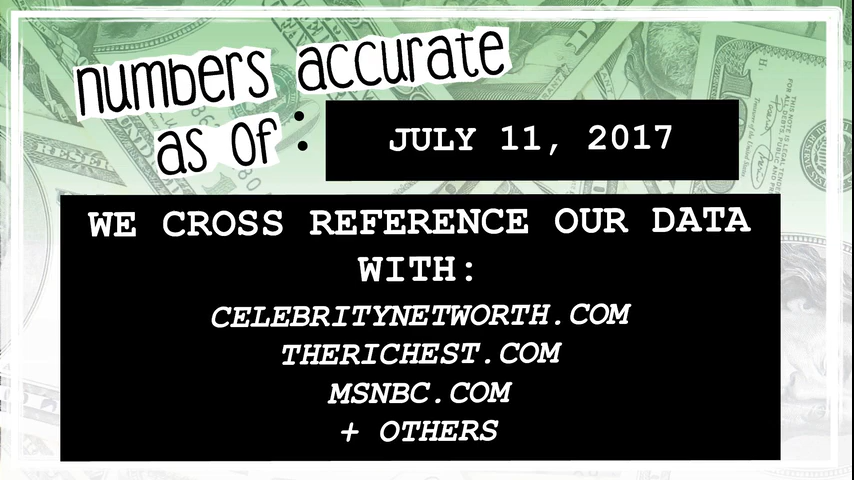 numbers accurate
as of: JULY 11, 2017
WE CROSS REFERENCE OUR DATA
WITH:
CELEBRITYNETWORTH.COM
THERICHEST.COM
MSNBC.COM
+ OTHERS